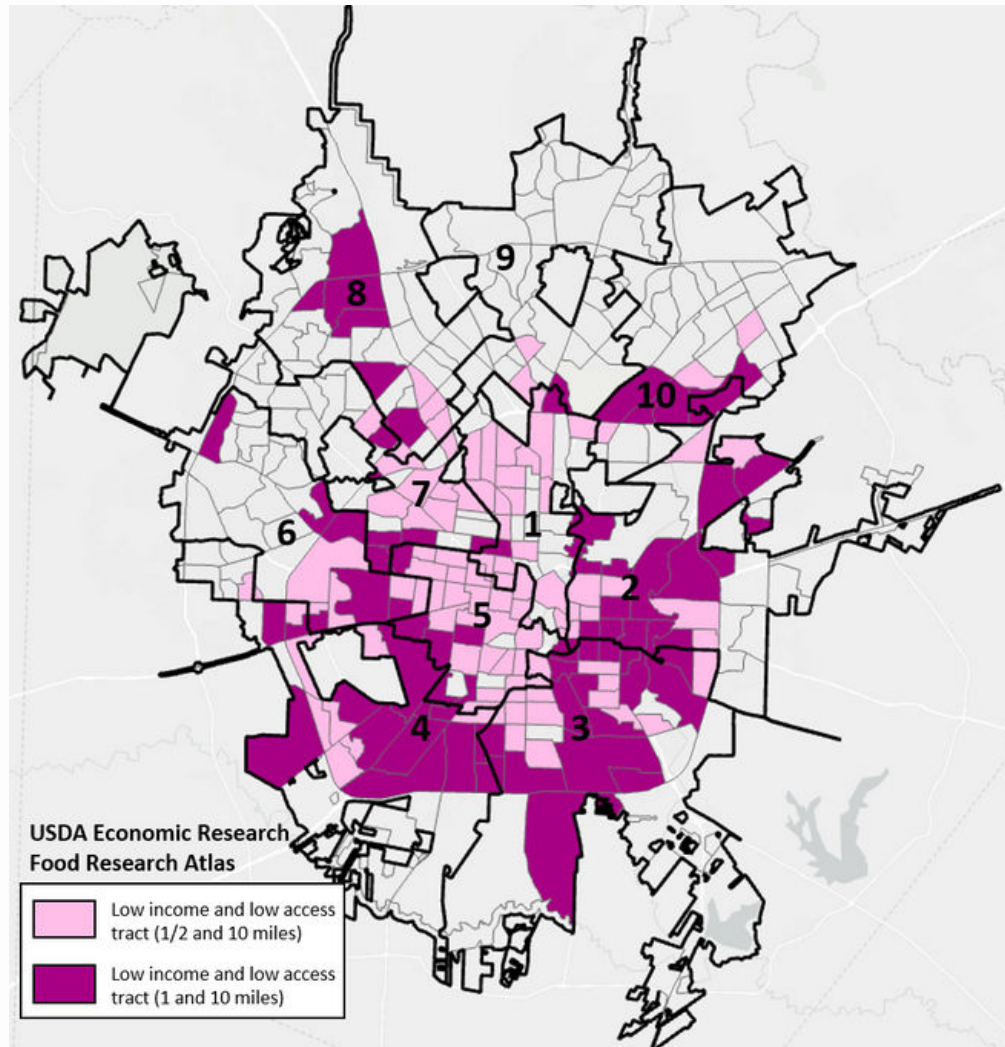 9
8
10
7
1
6
2
5
4
3
USDA Economic Research
Food Research Atlas
Low income and low access
tract (1/2 and 10 miles)
Low income and low access
tract (1 and 10 miles)